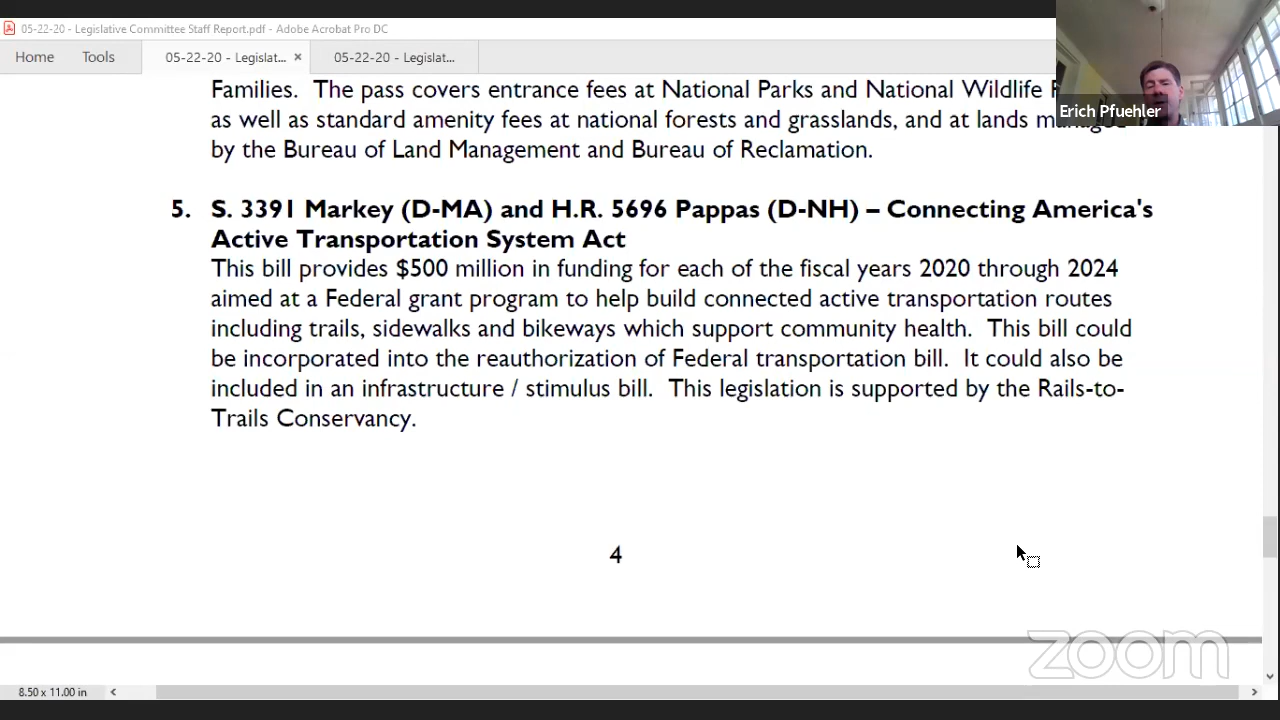 05-22-20 - Legislative Committee Staff Report.pdf - Adobe Acrobat Pro DC
Home Tools 05-22-20 - Legislat... × 05-22-20 - Legislat...
Erich Pfuehler
Families. The pass covers entrance fees at National Parks and National Wildlife
as well as standard amenity fees at national forests and grasslands, and at lands
by the Bureau of Land Management and Bureau of Reclamation.
5. S. 3391 Markey (D-MA) and H.R. 5696 Pappas (D-NH) – Connecting America's
Active Transportation System Act
This bill provides $500 million in funding for each of the fiscal years 2020 through 2024
aimed at a Federal grant program to help build connected active transportation routes
including trails, sidewalks and bikeways which support community health. This bill could
be incorporated into the reauthorization of Federal transportation bill. It could also be
included in an infrastructure / stimulus bill. This legislation is supported by the Rails-to-
Trails Conservancy.
4
zoom
8.50 x 11.00 in